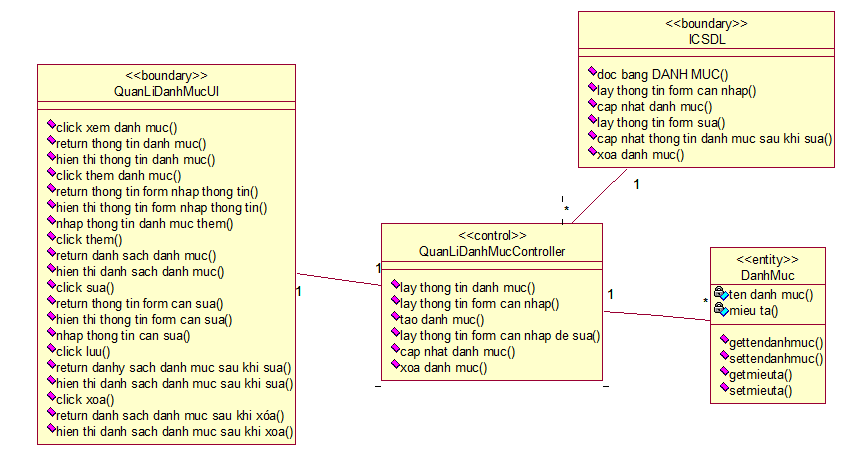 <<boundary>>
QuanLiDanhMucUI
click xem danh muc()
return thong tin danh muc()
hien thi thong tin danh muc()
click them danh muc()
return thong tin form nhap thong tin()
hien thi thong tin form nhap thong tin()
nhap thong tin danh muc them()
click them()
return danh sach danh muc()
hien thi danh sach danh muc()
click sua()
return thong tin form can sua()
hien thi thong tin form can sua()
nhap thong tin can sua()
click luu()
return danhy sach danh muc sau khi sua()
hien thi danh sach danh muc sau khi sua()
click xoa()
return danh sach danh muc sau khi xóa()
hien thi danh sach danh muc sau khi xoa()
1
1
<<control>>
QuanLiDanhMucController
lay thong tin danh muc()
lay thong tin form can nhap()
tao danh muc()
lay thong tin form can nhap de sua()
cap nhat danh muc()
xoa danh muc()
*
1
<<boundary>>
ICSDL
doc bang DANH MUC()
lay thong tin form can nhap()
cap nhat danh muc()
lay thong tin form sua()
cap nhat thong tin danh muc sau khi sua()
xoa danh muc()
1
*
<<entity>>
DanhMuc
ten danh muc()
mieu ta()
gettendanhmuc()
settendanhmuc()
getmieuta()
setmieuta()